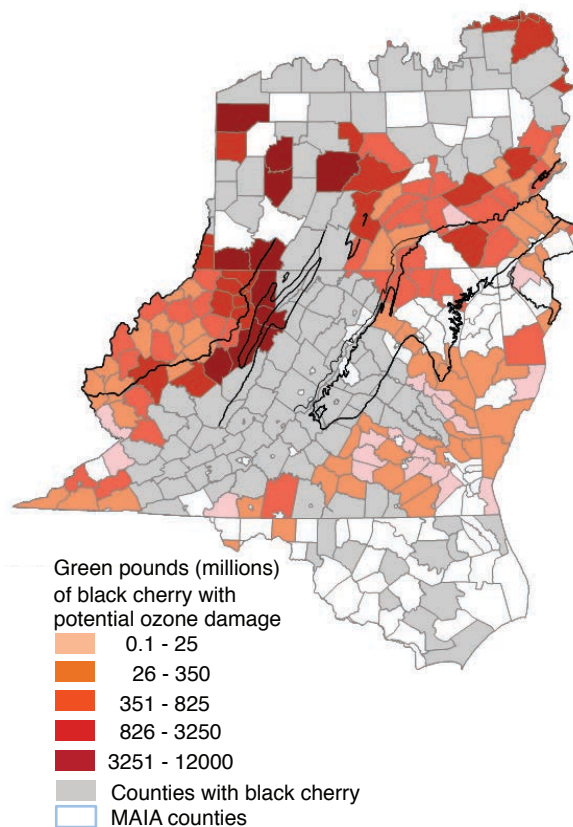 Green pounds (millions)
of black cherry with
potential ozone damage
0.1 - 25
26 - 350
351 - 825
826 - 3250
3251 - 12000
Counties with black cherry
MAIA counties